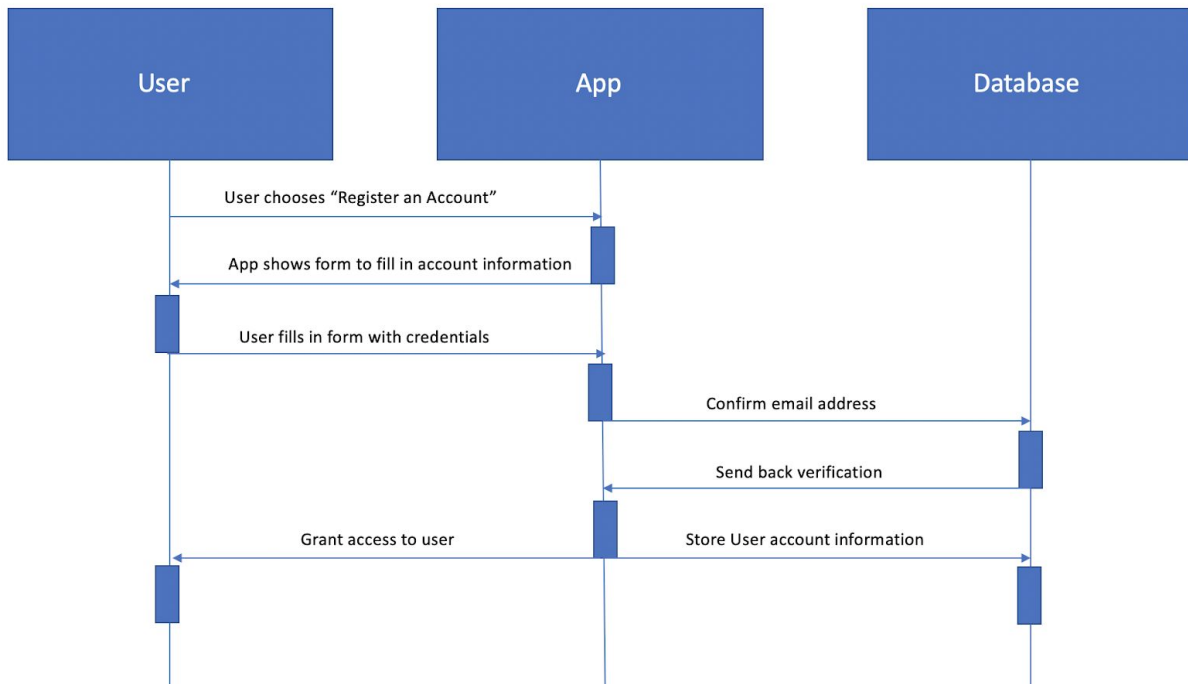 User
App
Database
User chooses “Register an Account”
App shows form to fill in account information
User fills in form with credentials
Confirm email address
Send back verification
Grant access to user
Store User account information